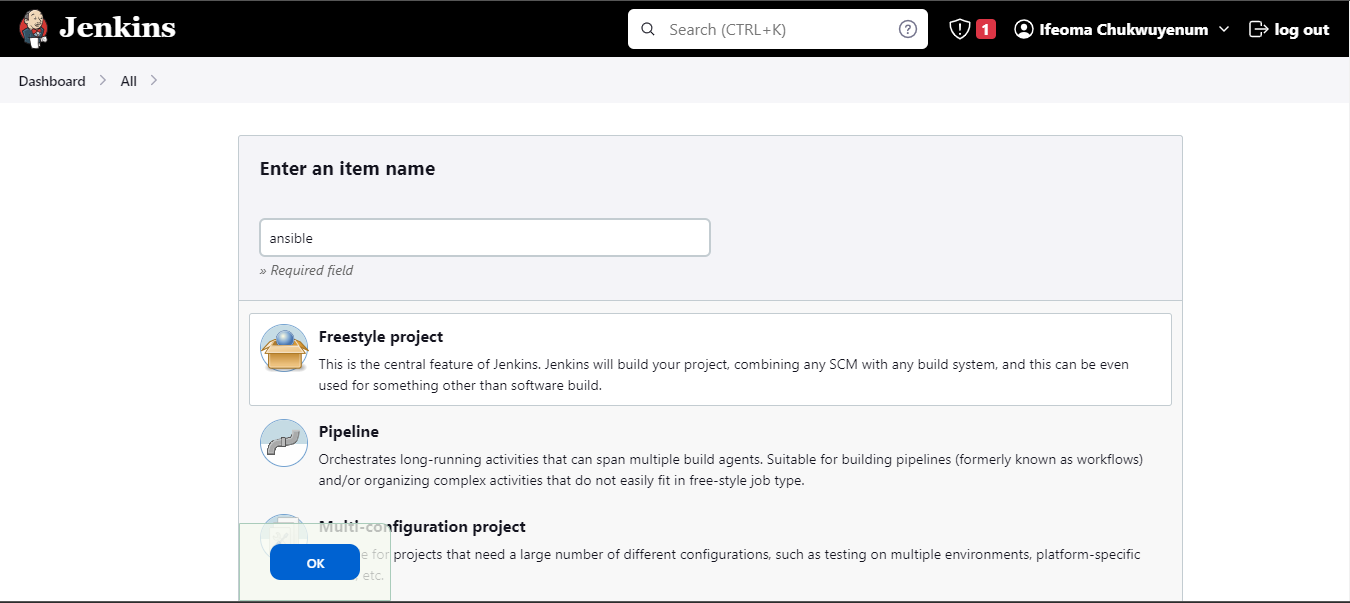 Jenkins
Search (CTRL+K)
?
1
Ifeoma Chukwuyenum
log out
Dashboard
All
Enter an item name
ansible
» Required field
Freestyle project
This is the central feature of Jenkins. Jenkins will build your project, combining any SCM with any build system, and this can be even
used for something other than software build.
Pipeline
Orchestrates long-running activities that can span multiple build agents. Suitable for building pipelines (formerly known as workflows)
and/or organizing complex activities that do not easily fit in free-style job type.
Multi-configuration project
for projects that need a large number of different configurations, such as testing on multiple environments, platform-specific
etc.
OK